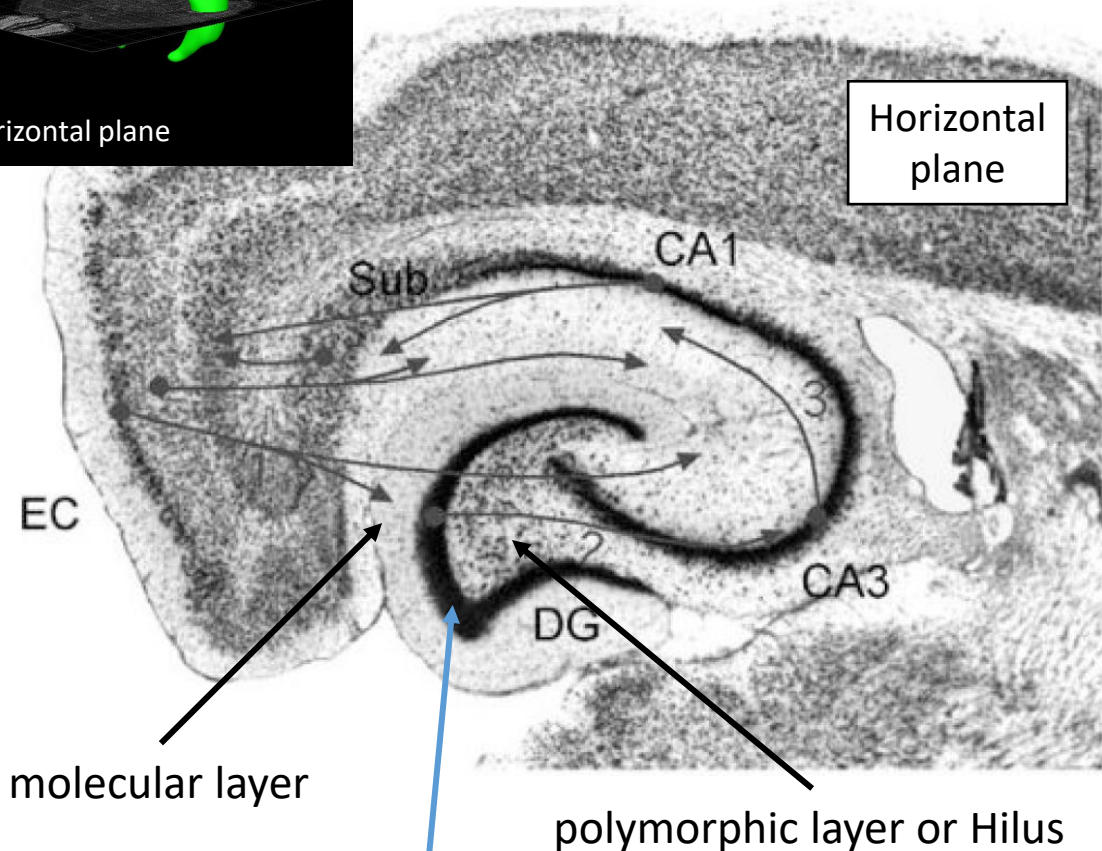 rizontal plane
Horizontal
plane
CA1
Sub
3
EC
2
CA3
DG
molecular layer
polymorphic layer or Hilus